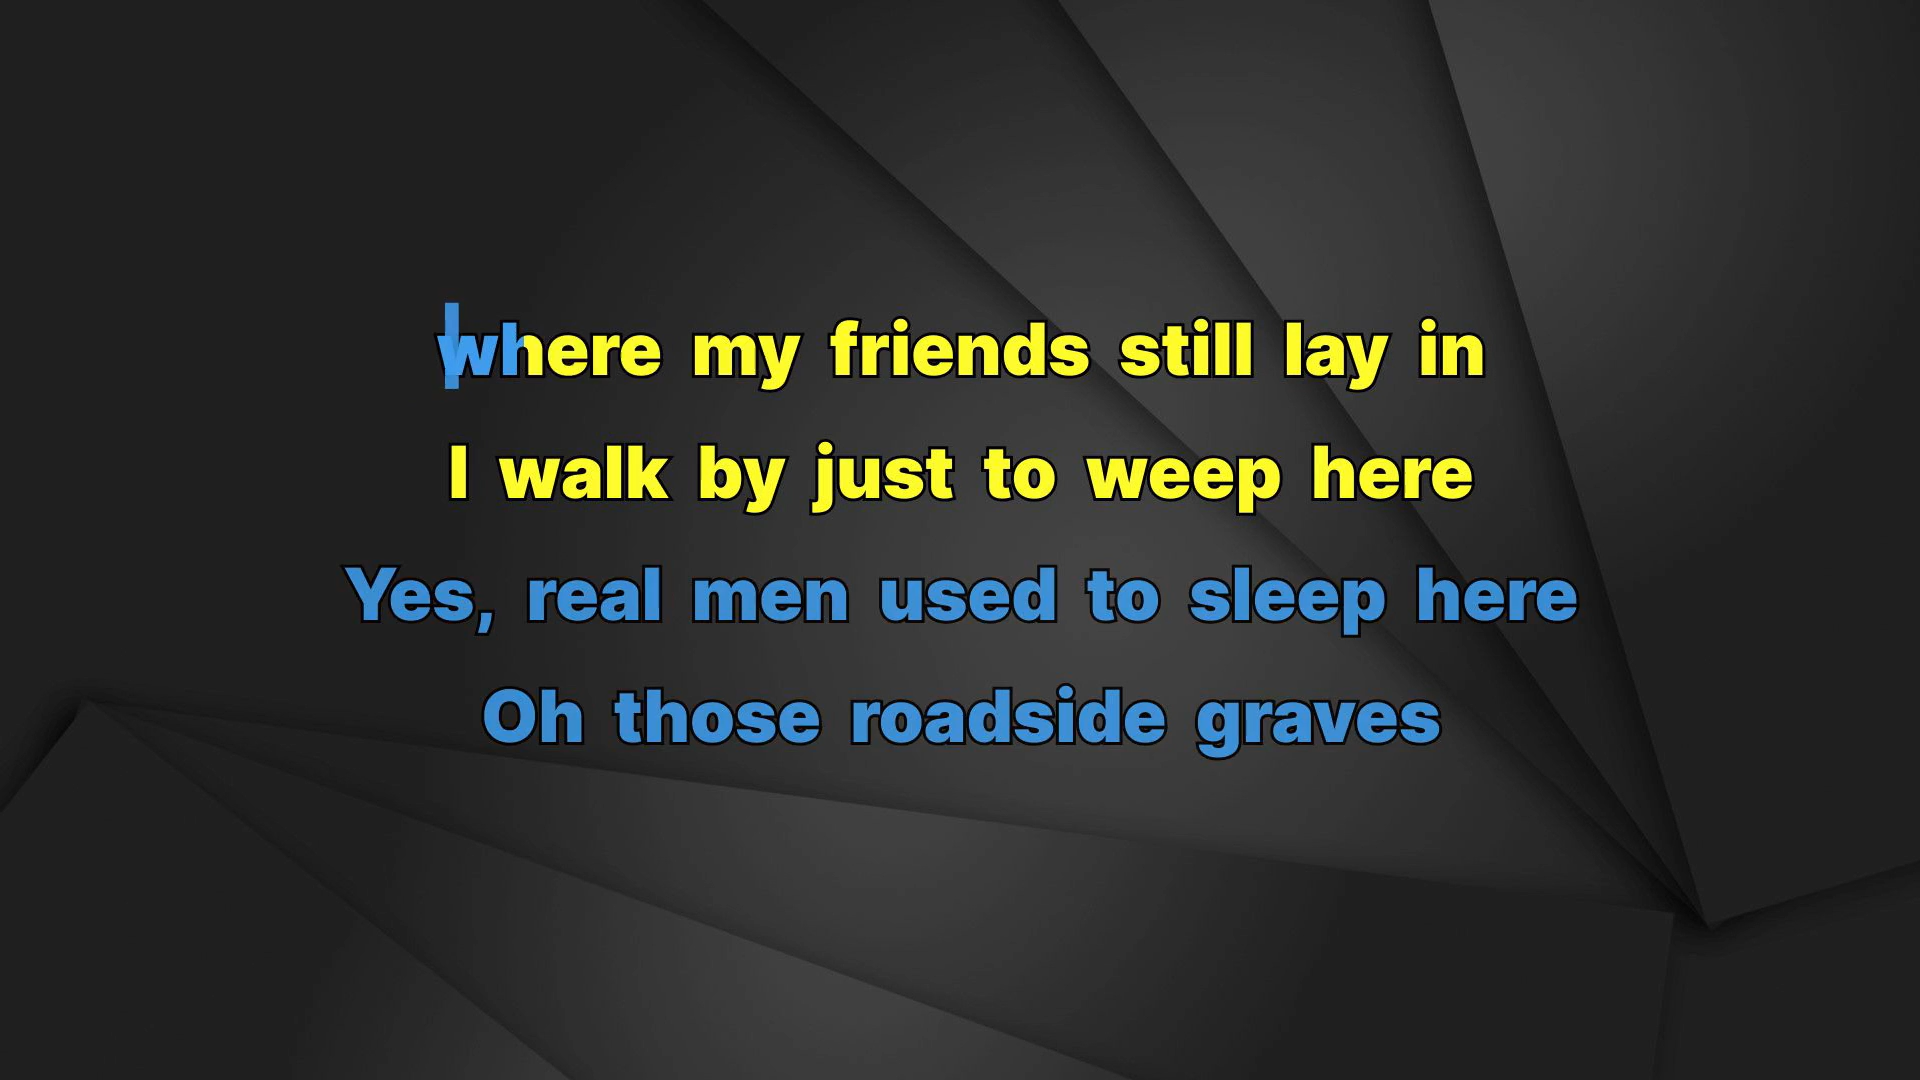 where my friends still lay in
I walk by just to weep here
Yes, real men used to sleep here
Oh those roadside graves